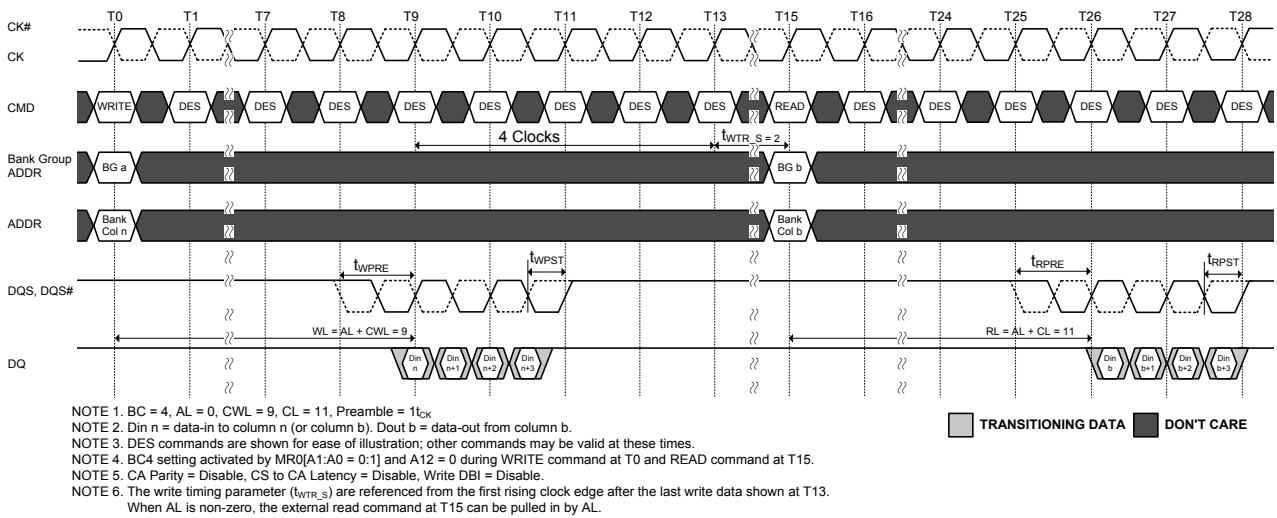 T0 T1 T7 T8 T9 T10 T11 T12 T13 T15 T16 T24 T25 T26 T27 T28
CK#
CK
CMD WRITE DES DES DES DES DES DES DES DES READ DES DES DES DES DES DES
4 Clocks tWTR_S = 2
Bank Group
ADDR
BG a BG b
ADDR
Bank
Col n
Bank
Col b
tWPRE tWPST tRPRE tRPST
DQS, DQS#
WL = AL + CWL = 9 RL = AL + CL = 11
DQ
Din
n
Din
n+1
Din
n+2
Din
n+3
Din
b
Din
b+1
Din
b+2
Din
b+3
NOTE 1. BC = 4, AL = 0, CWL = 9, CL = 11, Preamble = 1tCK
NOTE 2. Din n = data-in to column n (or column b). Dout b = data-out from column b.
NOTE 3. DES commands are shown for ease of illustration; other commands may be valid at these times.
NOTE 4. BC4 setting activated by MR0[A1:A0 = 0:1] and A12 = 0 during WRITE command at T0 and READ command at T15.
NOTE 5. CA Parity = Disable, CS to CA Latency = Disable, Write DBI = Disable.
NOTE 6. The write timing parameter (tWTR_S) are referenced from the first rising clock edge after the last write data shown at T13.
When AL is non-zero, the external read command at T15 can be pulled in by AL.
TRANSITIONING DATA DON'T CARE